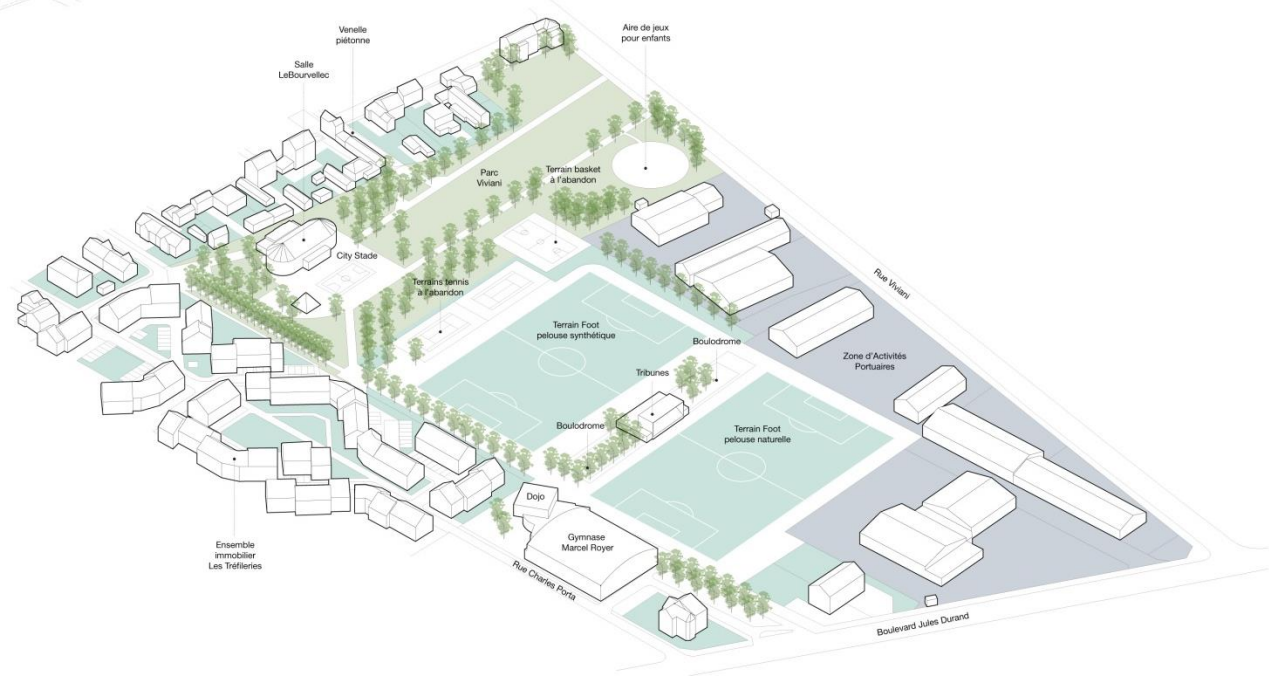 Venelle
piétonne
Aire de jeux
pour enfants
Salle
LeBourvellec
Parc
Viviani
Terrain basket
à l'abandon
City Stade
Terrains tennis
à l'abandon
Rue Viviani
Terrain Foot
pelouse synthétique
Boulodrome
Zone d'Activités
Portuaires
Tribunes
Boulodrome
Terrain Foot
pelouse naturelle
Dojo
Gymnase
Marcel Royer
Ensemble
immobilier
Les Tréfileries
Rue Charles Porta
Boulevard Jules Durand